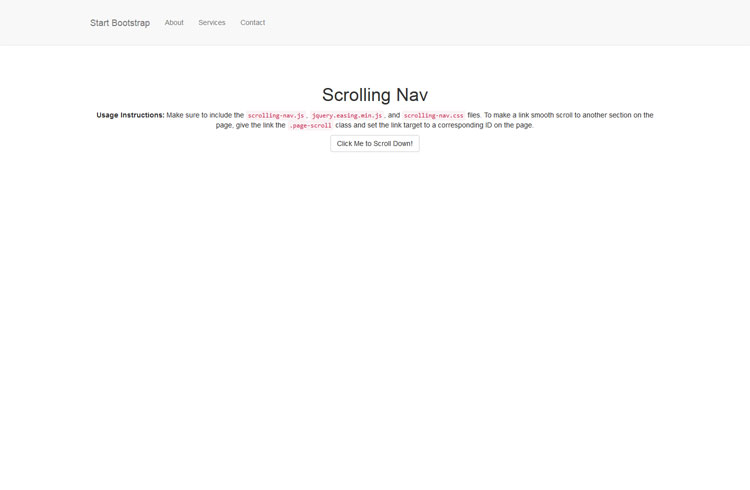 Start Bootstrap About Services Contact
Scrolling Nav
Usage Instructions: Make sure to include the scrolling-nav.js, jquery.easing.min.js, and scrolling-nav.css files. To make a link smooth scroll to another section on the
page, give the link the .page-scroll class and set the link target to a corresponding ID on the page.
Click Me to Scroll Down!